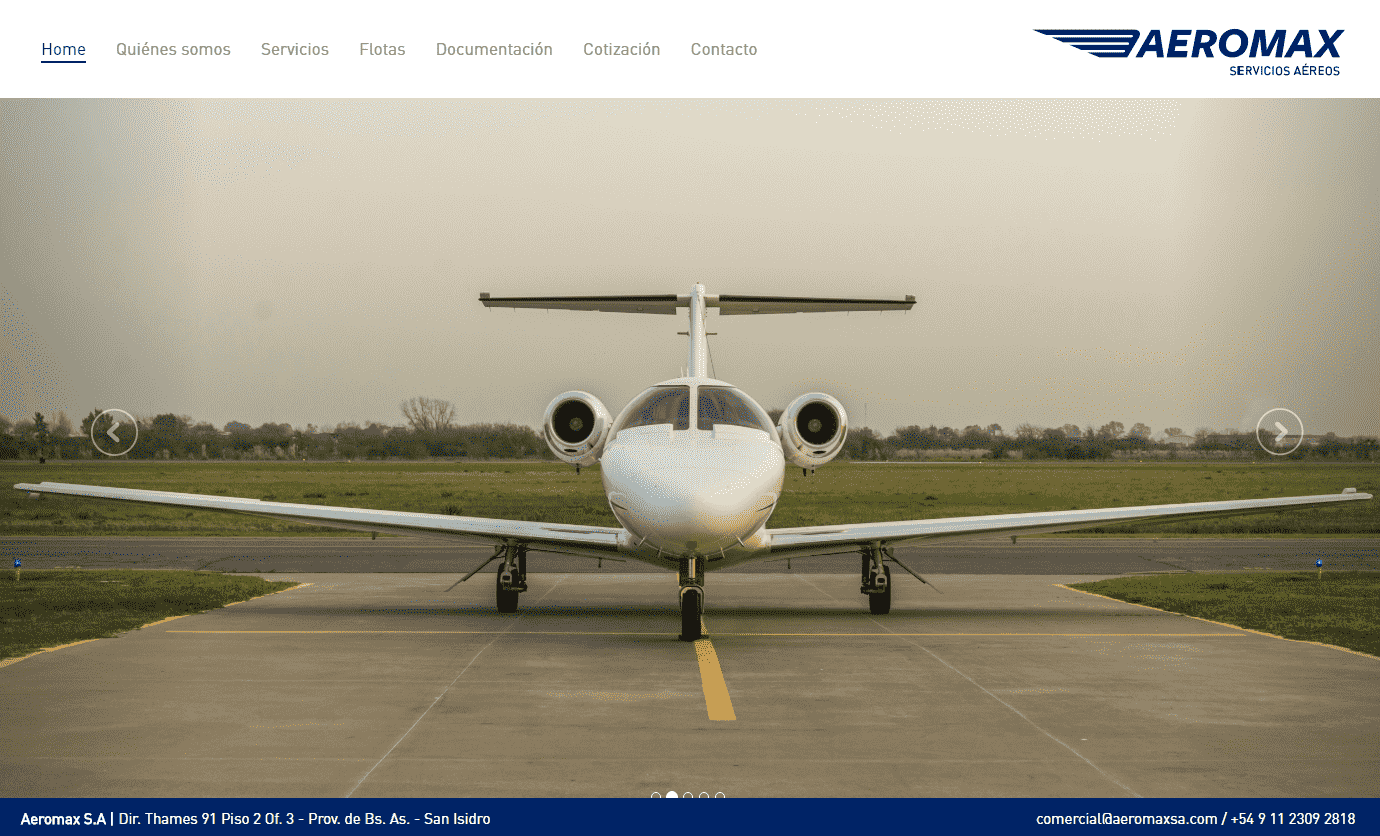 Home Quiénes somos Servicios Flotas Documentación Cotización Contacto
AEROMAX
SERVICIOS AÉREOS
Aeromax S.A | Dir. Thames 91 Piso 2 Of. 3 - Prov. de Bs. As. - San Isidro
comercial@aeromaxsa.com / +54 9 11 2309 2818